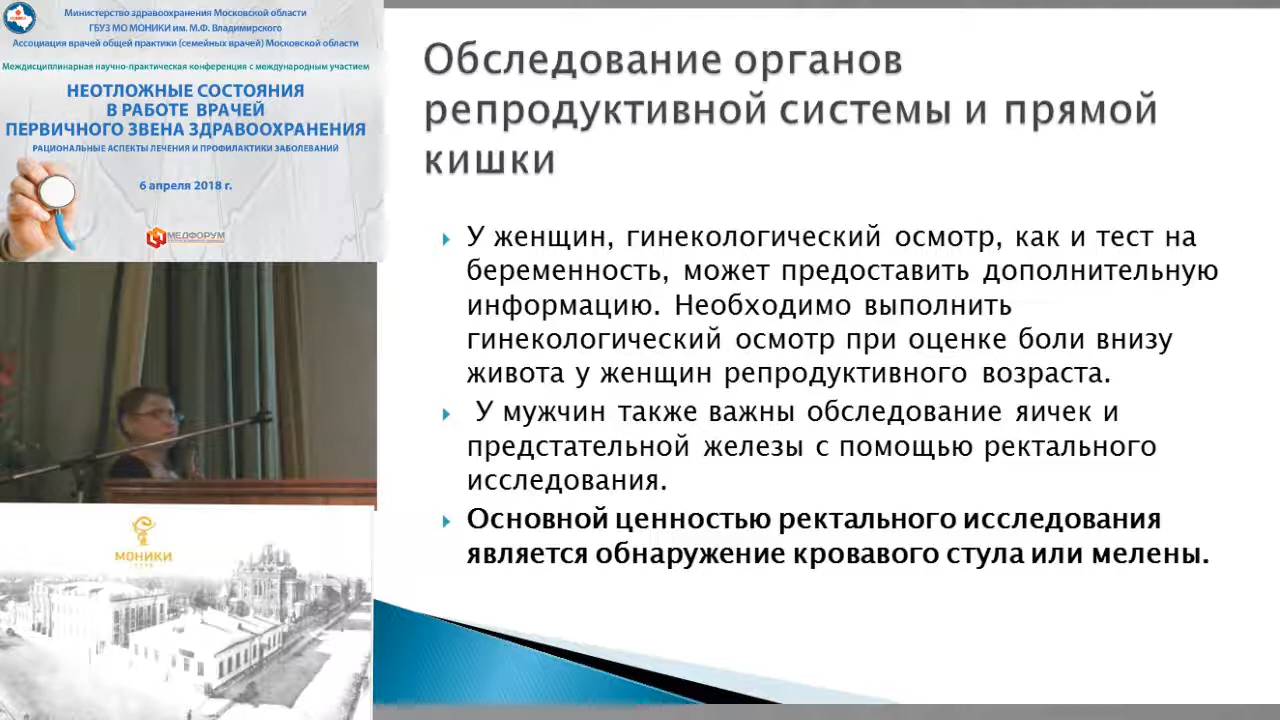 Министерство здравоохранения Московской области
ГБУЗ МО МОНИКИ им. М.Ф. Владимирского
Ассоциация врачей общей практики (семейных врачей) Московской области
Междисциплинарная научно-практическая конференция с международным участием
НЕОТЛОЖНЫЕ СОСТОЯНИЯ
В РАБОТЕ ВРАЧЕЙ
ПЕРВИЧНОГО ЗВЕНА ЗДРАВООХРАНЕНИЯ
РАЦИОНАЛЬНЫЕ АСПЕКТЫ ЛЕЧЕНИЯ И ПРОФИЛАКТИКИ ЗАБОЛЕВАНИЙ
6 апреля 2018 г.
МЕДФОРУМ
МОНИКИ
Обследование органов
репродуктивной системы и прямой
кишки
У женщин, гинекологический осмотр, как и тест на
беременность, может предоставить дополнительную
информацию. Необходимо выполнить
гинекологический осмотр при оценке боли внизу
живота у женщин репродуктивного возраста.
У мужчин также важны обследование яичек и
предстательной железы с помощью ректального
исследования.
Основной ценностью ректального исследования
является обнаружение кровавого стула или мелены.